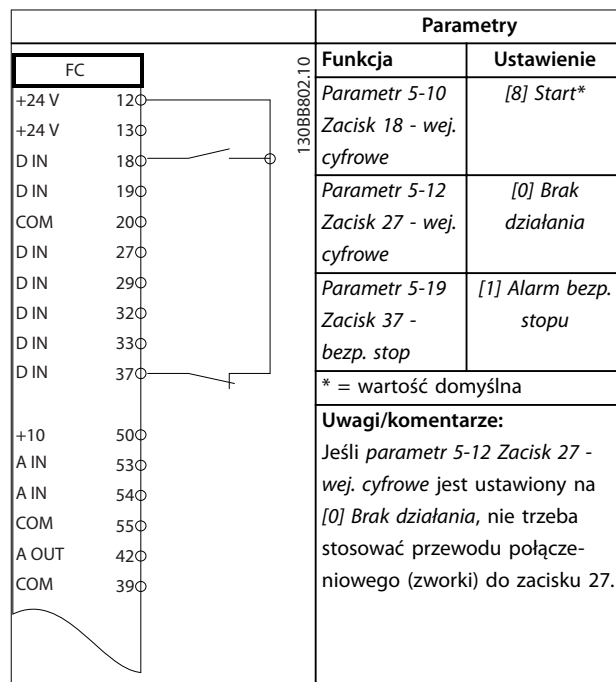 FC
+24 V 12
+24 V 13
D IN 18
D IN 19
COM 20
D IN 27
D IN 29
D IN 32
D IN 33
D IN 37
+10 50
A IN 53
A IN 54
COM 55
A OUT 42
COM 39
130BB802.10
Parametry
Funkcja Ustawienie
Parametr 5-10 [8] Start*
Zacisk 18 - wej.
cyfrowe
Parametr 5-12 [0] Brak
Zacisk 27 - wej. działania
cyfrowe
Parametr 5-19 [1] Alarm bezp.
Zacisk 37 - stopu
bezp. stop
* = wartość domyślna
Uwagi/komentarze:
Jeśli parametr 5-12 Zacisk 27 -
wej. cyfrowe jest ustawiony na
[0] Brak działania, nie trzeba
stosować przewodu połącze-
niowego (zworki) do zacisku 27.